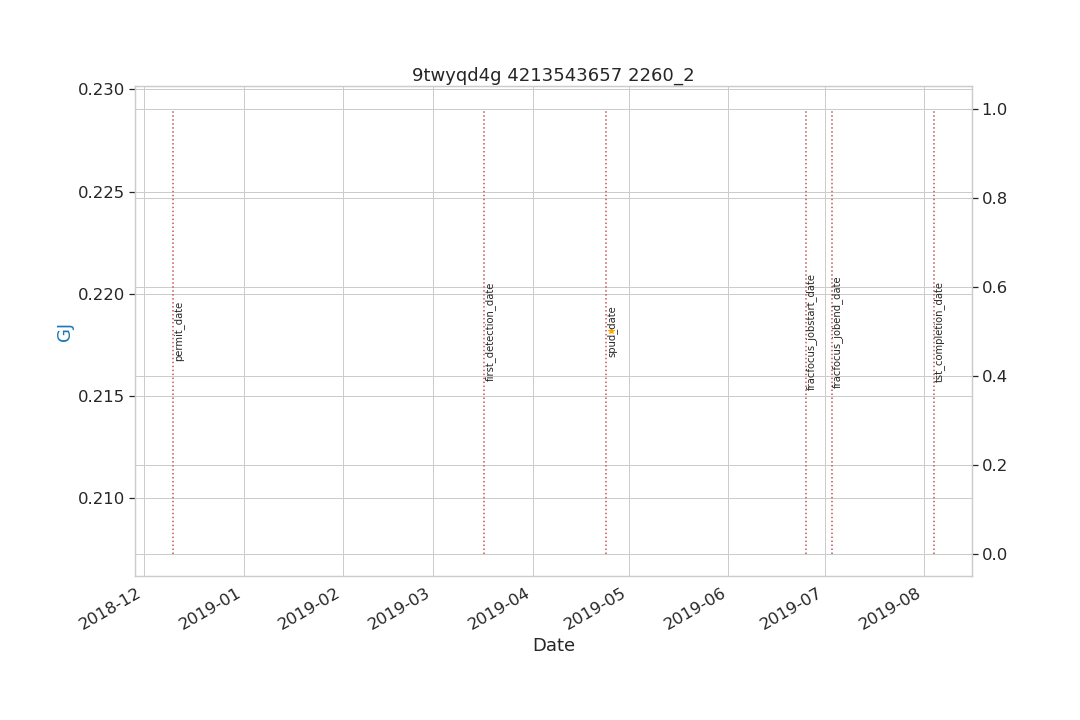 9twyqd4g 4213543657 2260_2
0.230
0.225
0.220
0.215
0.210
GJ
1.0
0.8
0.6
0.4
0.2
0.0
permit_date
first_detection_date
spud_date
fracfocus_jobstart_date
fracfocus_jobend_date
tst_completion_date
2018-12
2019-01
2019-02
2019-03
2019-04
2019-05
2019-06
2019-07
2019-08
Date